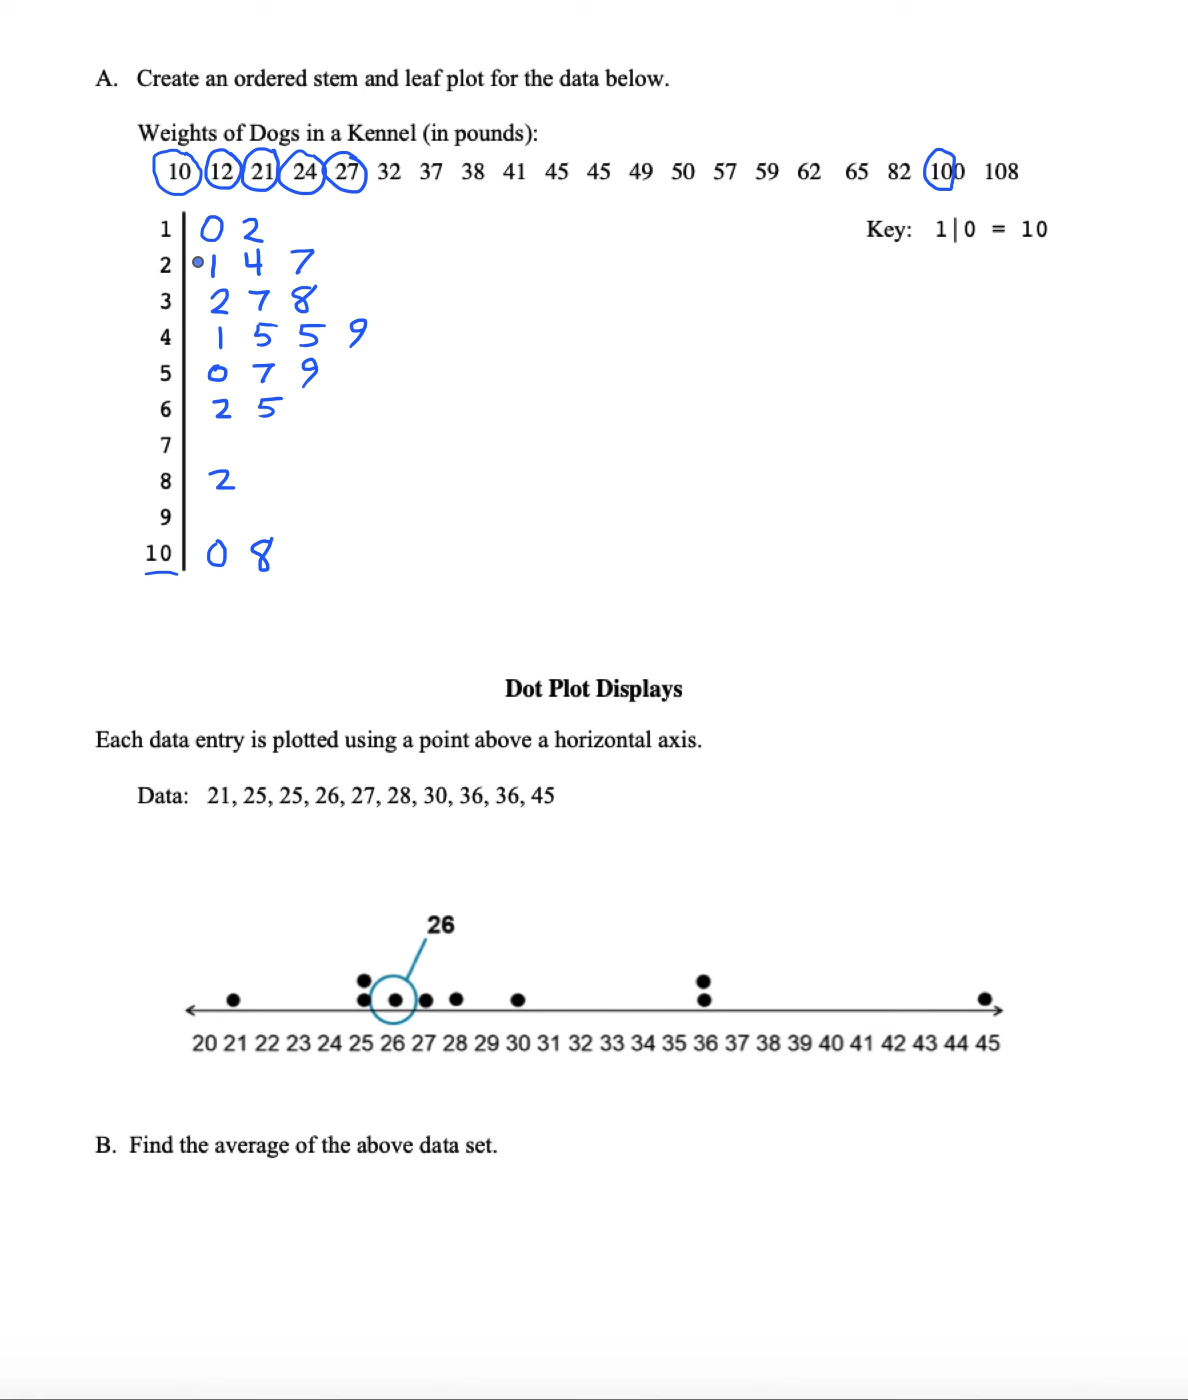 A. Create an ordered stem and leaf plot for the data below.
Weights of Dogs in a Kennel (in pounds):
10 12 21 24 27 32 37 38 41 45 45 49 50 57 59 62 65 82 100 108
Key: 1|0 = 10
1 | 0 2
2 | 1 4 7
3 | 2 7 8
4 | 1 5 5 9
5 | 0 7 9
6 | 2 5
7 |
8 | 2
9 |
10 | 0 8
Dot Plot Displays
Each data entry is plotted using a point above a horizontal axis.
Data: 21, 25, 25, 26, 27, 28, 30, 36, 36, 45
26
20 21 22 23 24 25 26 27 28 29 30 31 32 33 34 35 36 37 38 39 40 41 42 43 44 45
B. Find the average of the above data set.